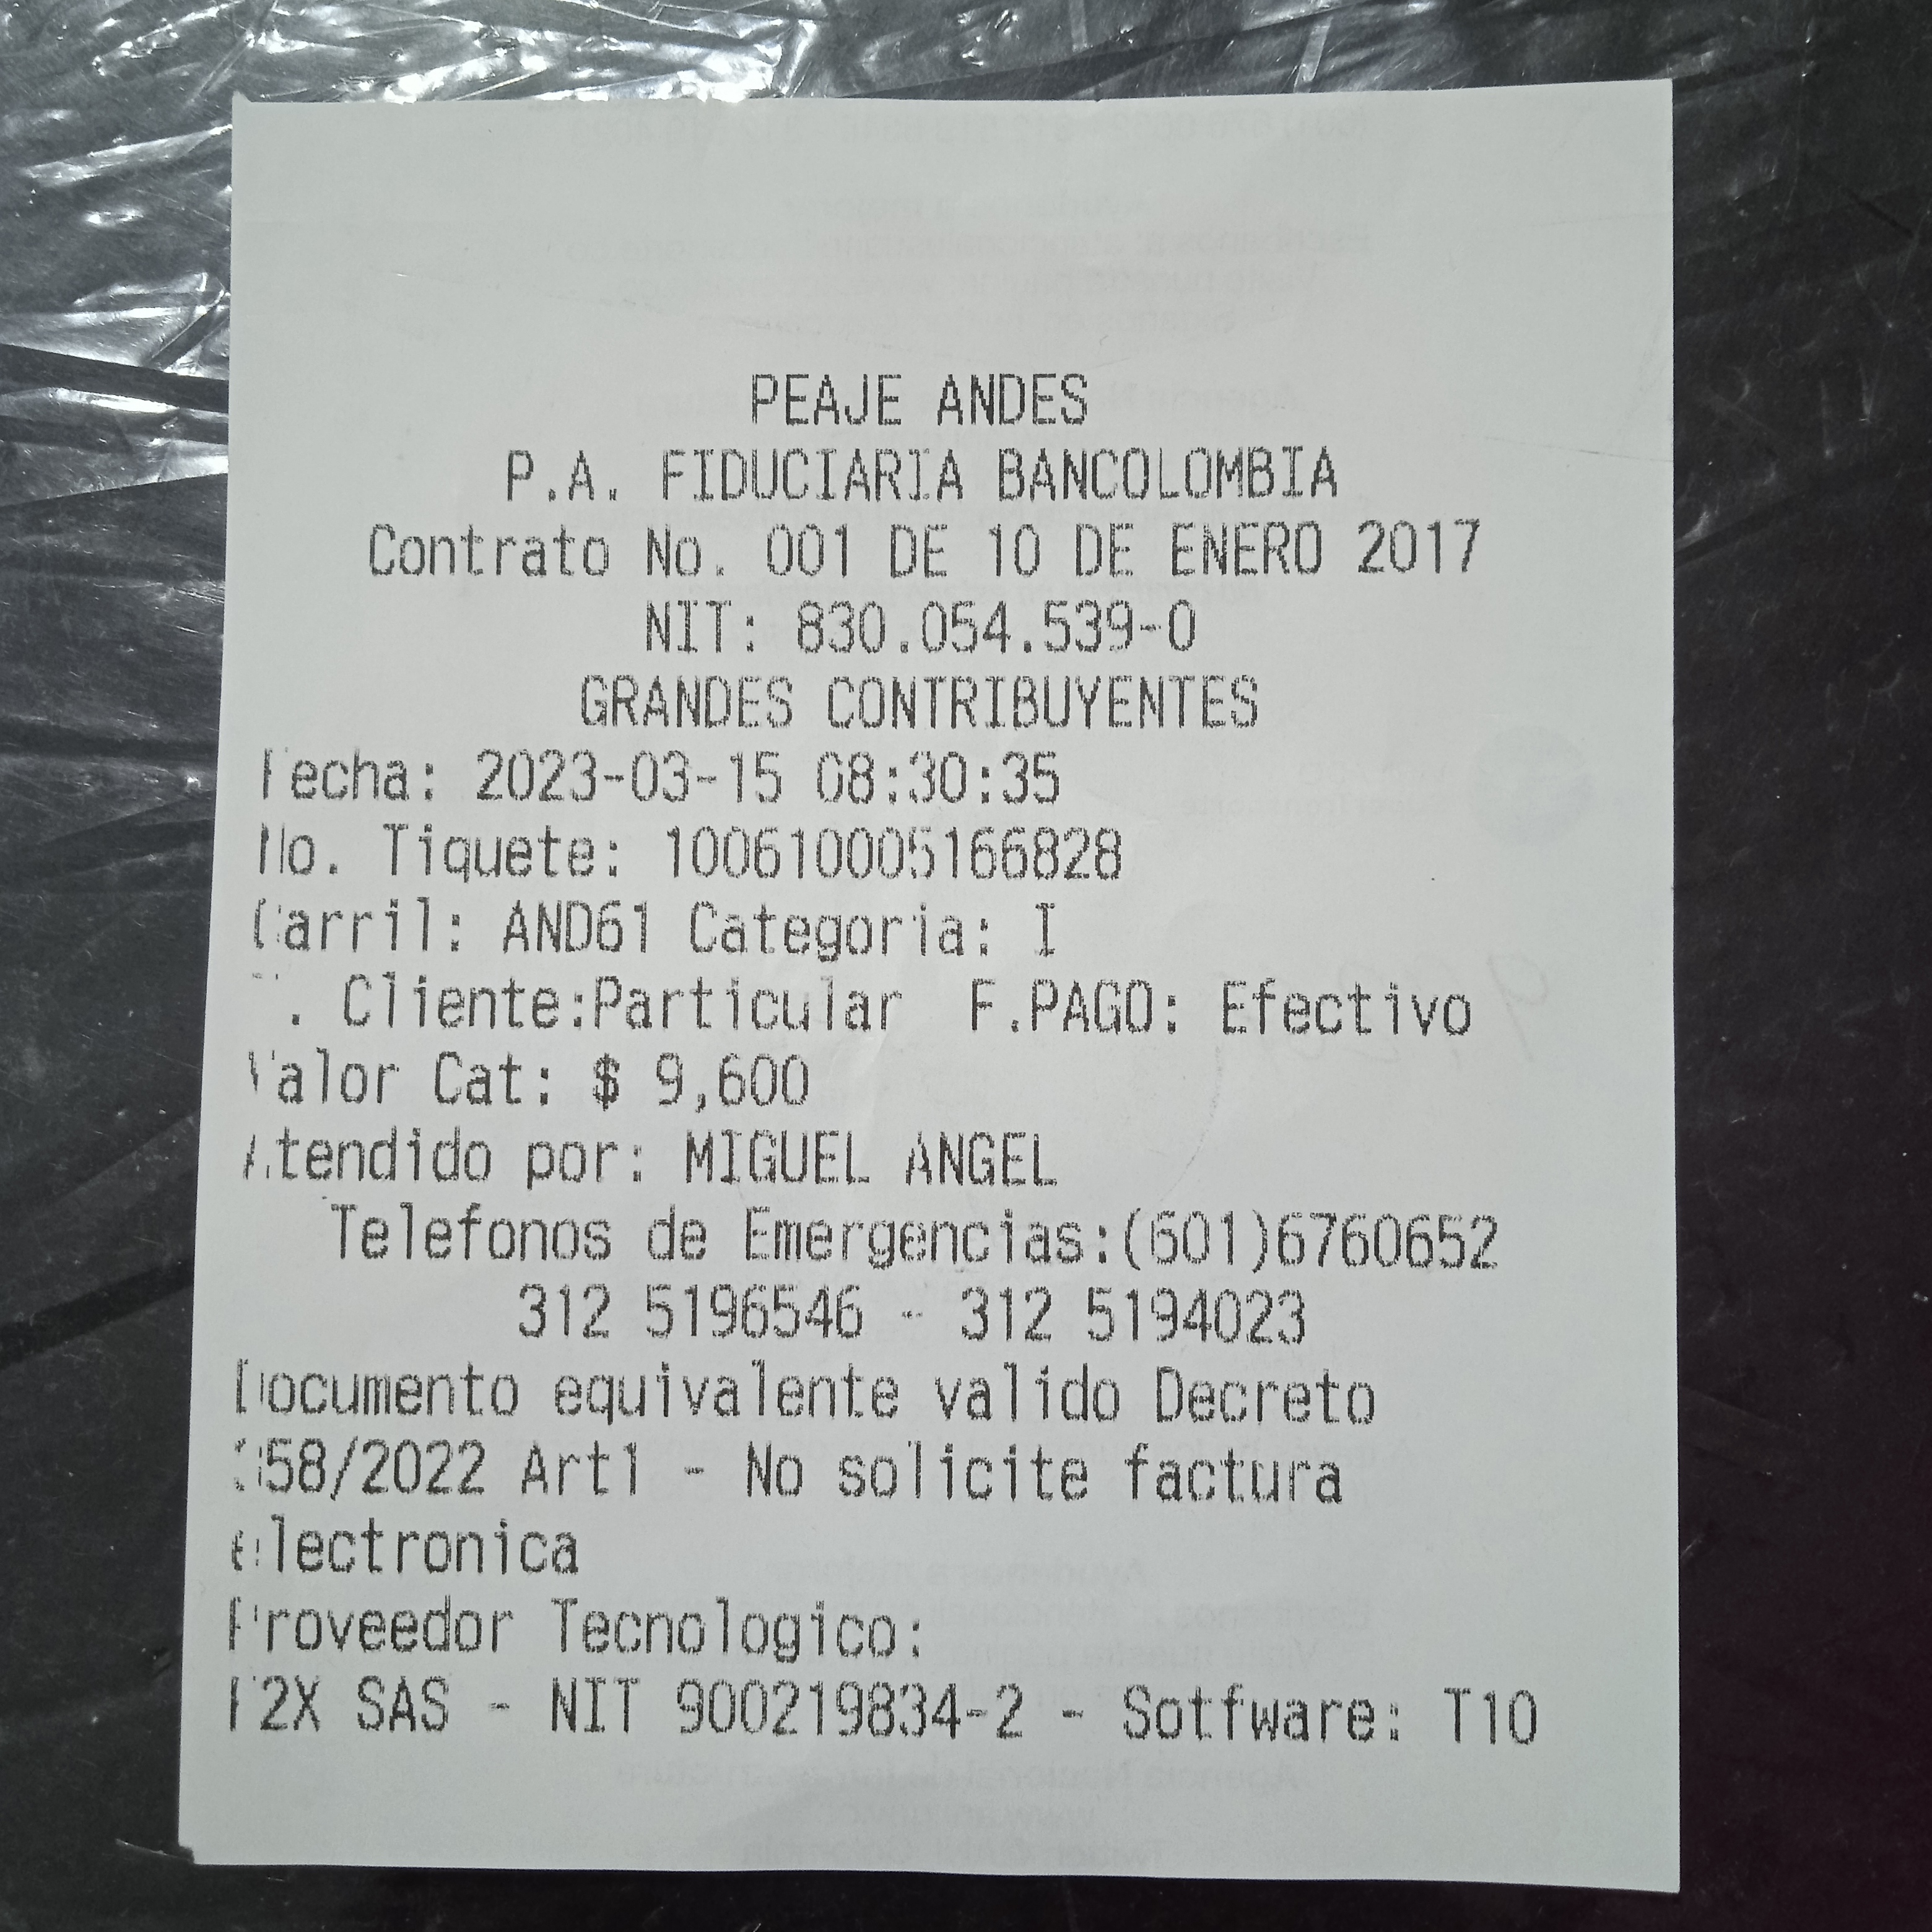 PEAJE ANDES
P.A. FIDUCIARIA BANCOLOMBIA
Contrato No. 001 DE 10 DE ENERO 2017
NIT: 830.054.539-0
GRANDES CONTRIBUYENTES
Fecha: 2023-03-15 08:30:35
No. Tiquete: 100610005166828
Carril: AND61 Categoria: I
. Cliente:Particular F.PAGO: Efectivo
Valor Cat: $ 9,600
Atendido por: MIGUEL ANGEL
Telefonos de Emergencias:(601)6760652
312 5196546 - 312 5194023
Documento equivalente valido Decreto
358/2022 Art1 - No solicite factura
electronica
Proveedor Tecnologico:
F2X SAS - NIT 900219834-2 - Sotfware: T10